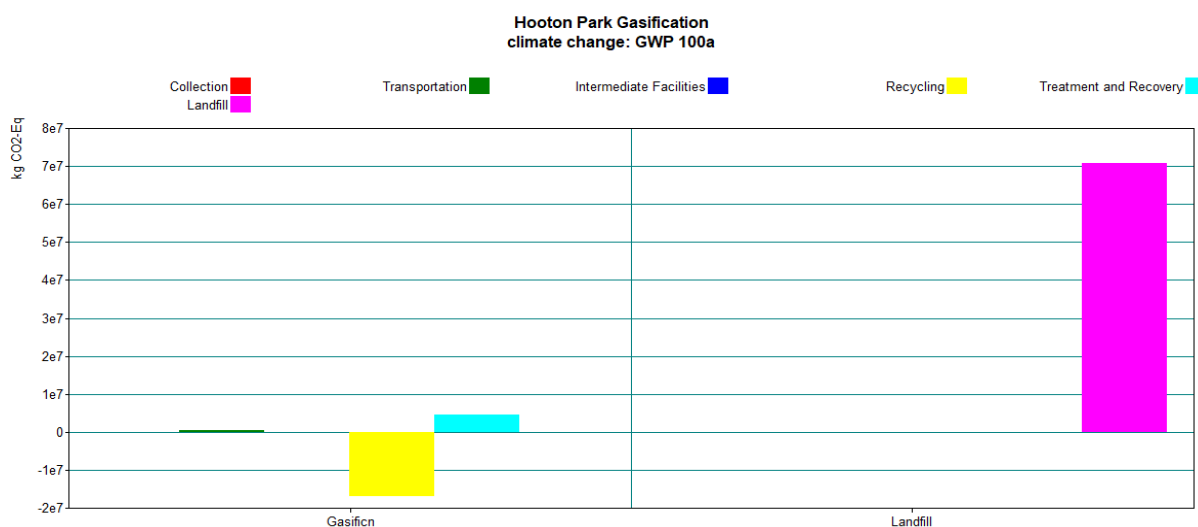 Hooton Park Gasification
climate change: GWP 100a
Collection Transportation Intermediate Facilities Recycling Treatment and Recovery
Landfill
kg CO2-Eq
8e7
7e7
6e7
5e7
4e7
3e7
2e7
1e7
0
-1e7
-2e7
Gasificn Landfill